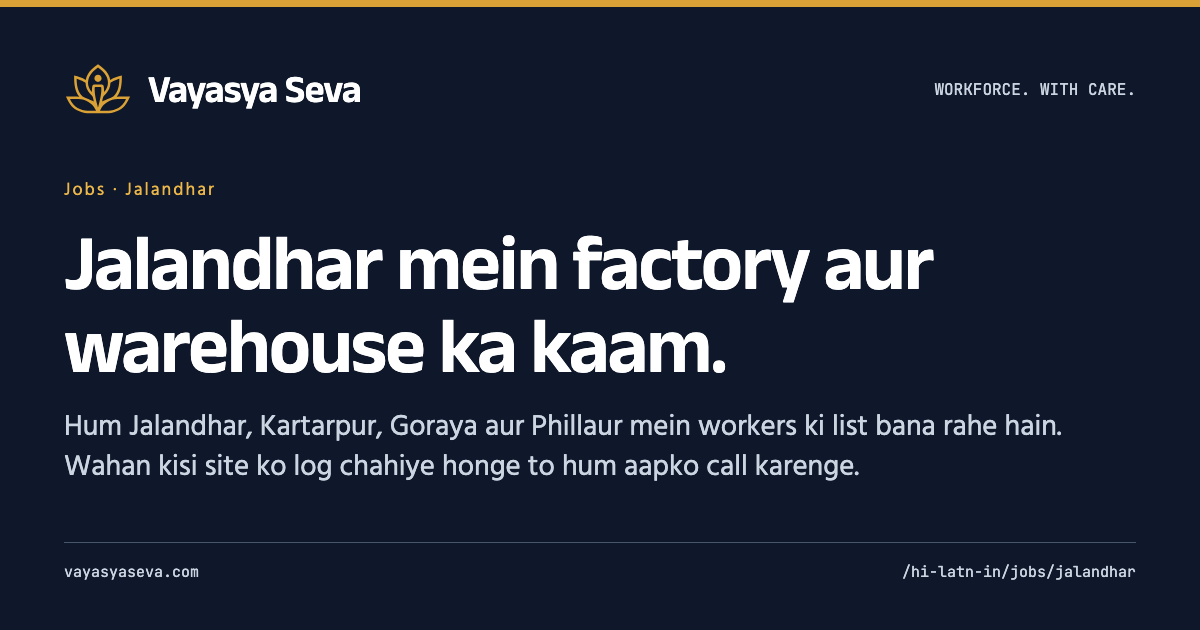 Vayasya Seva
WORKFORCE. WITH CARE.
Jobs · Jalandhar
Jalandhar mein factory aur
warehouse ka kaam.
Hum Jalandhar, Kartarpur, Goraya aur Phillaur mein workers ki list bana rahe hain.
Wahan kisi site ko log chahiye honge to hum aapko call karenge.
vayasyaseva.com
/hi-latn-in/jobs/jalandhar